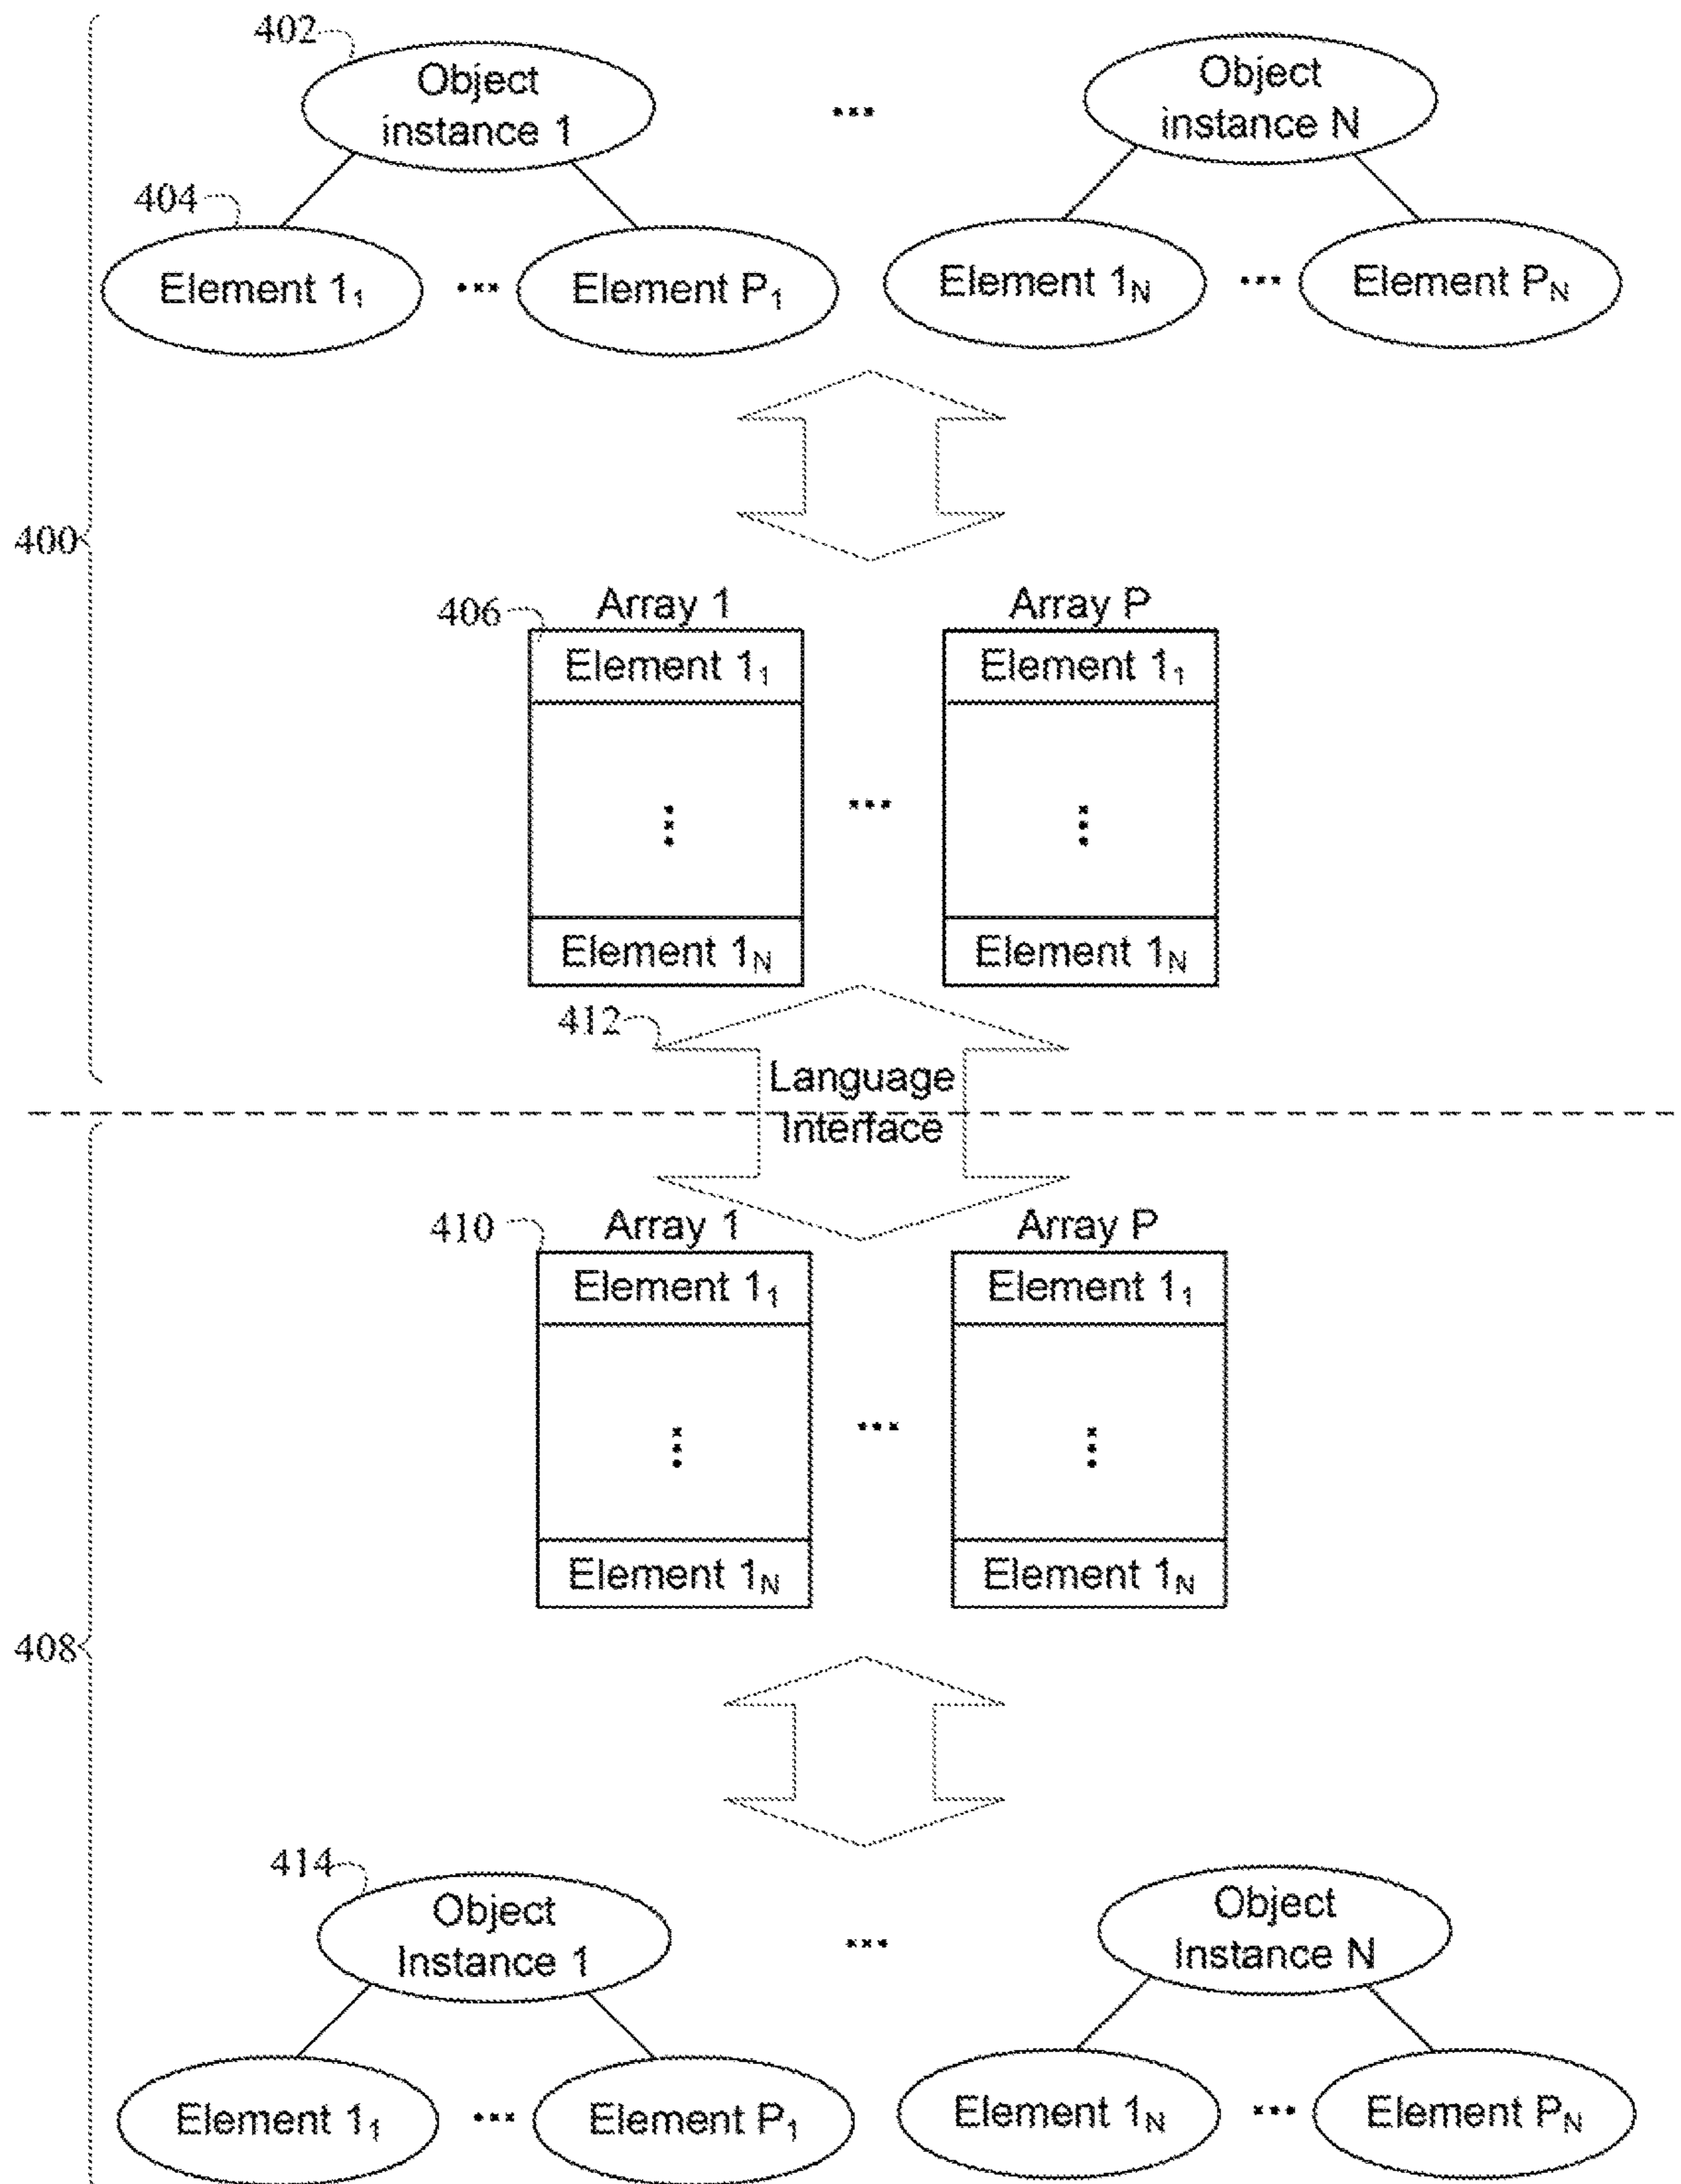 402
Object
instance 1
...
Object
instance N
404
Element 1₁
...
Element P₁
Element 1N
...
Element PN
400
406
Array 1
Array P
Element 1₁
Element 1₁
...
Element 1N
Element 1N
412
Language
Interface
408
410
Array 1
Array P
Element 1₁
Element 1₁
...
Element 1N
Element 1N
414
Object
Instance 1
...
Object
Instance N
Element 1₁
...
Element P₁
Element 1N
...
Element PN